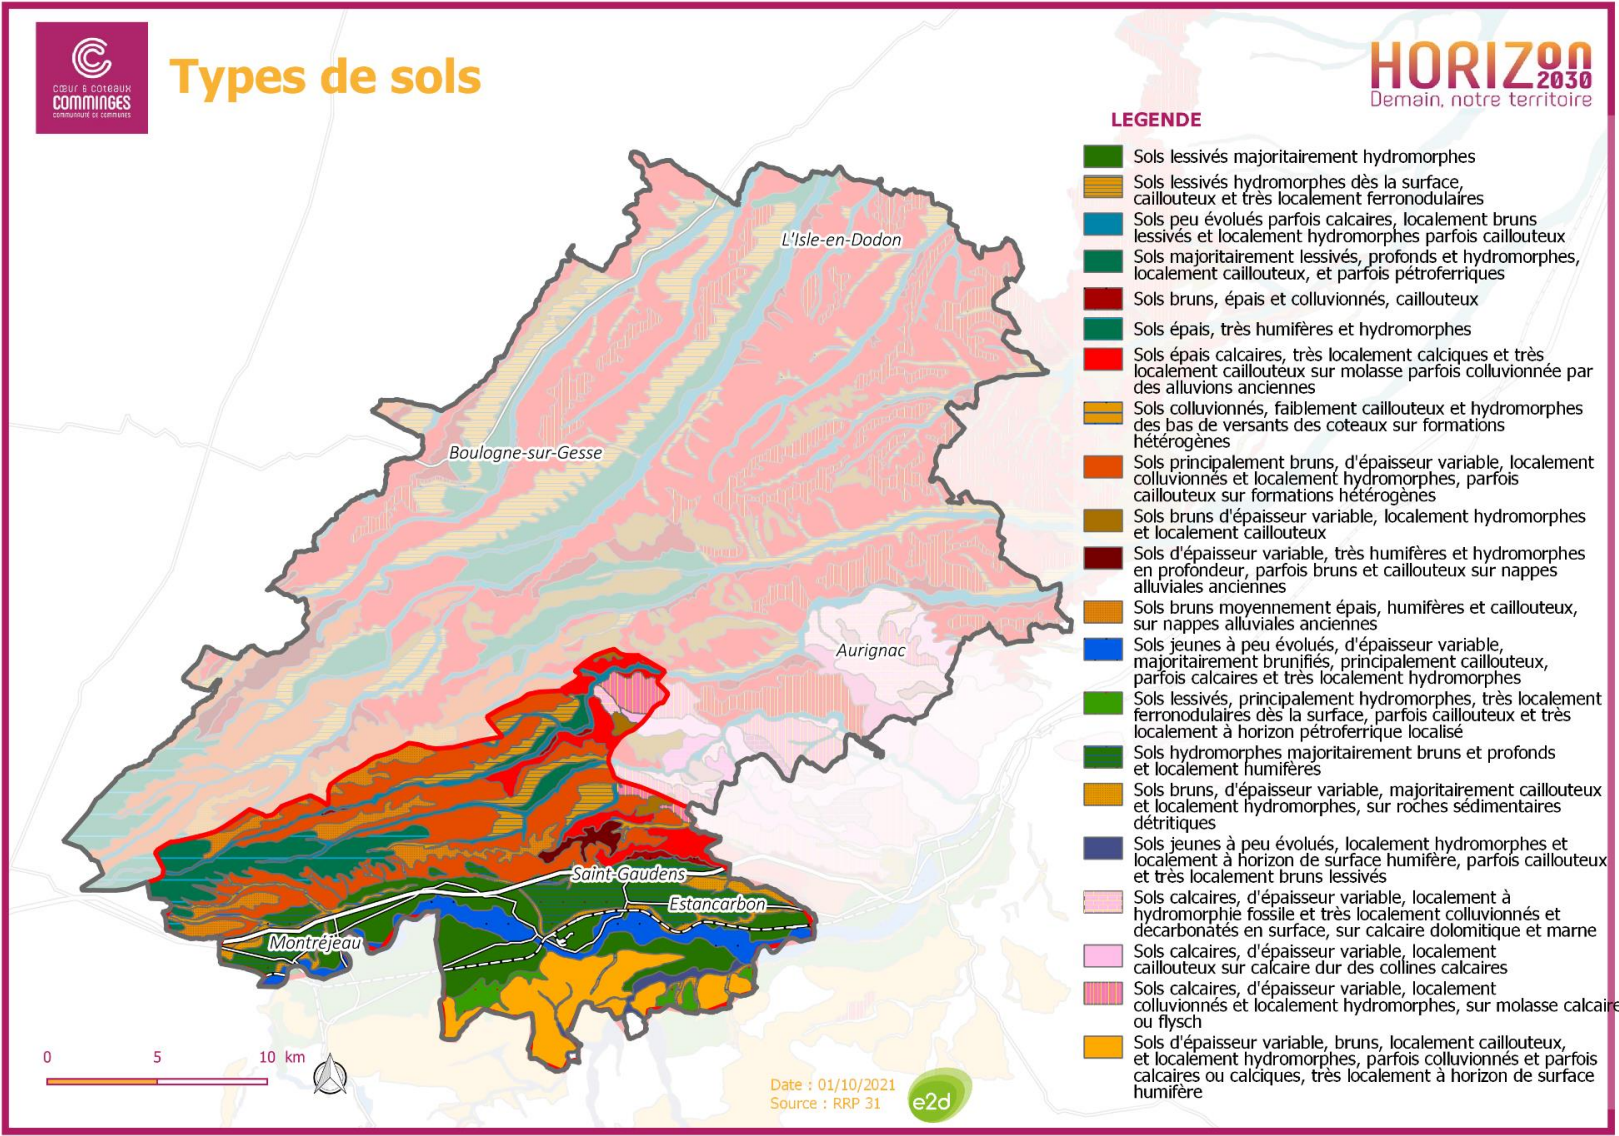 cœur & coteaux
COMMINGES
COMMUNAUTÉ DE COMMUNES
Types de sols
HORIZON
2030
Demain, notre territoire
LEGENDE
Sols lessivés majoritairement hydromorphes
Sols lessivés hydromorphes dès la surface,
caillouteux et très localement ferronodulaires
Sols peu évolués parfois calcaires, localement bruns
lessivés et localement hydromorphes parfois caillouteux
Sols majoritairement lessivés, profonds et hydromorphes,
localement caillouteux, et parfois pétroferriques
Sols bruns, épais et colluvionnés, caillouteux
Sols épais, très humifères et hydromorphes
Sols épais calcaires, très localement calciques et très
localement caillouteux sur molasse parfois colluvionnée par
des alluvions anciennes
Sols colluvionnés, faiblement caillouteux et hydromorphes
des bas de versants des coteaux sur formations
hétérogènes
Sols principalement bruns, d'épaisseur variable, localement
colluvionnés et localement hydromorphes, parfois
caillouteux sur formations hétérogènes
Sols bruns d'épaisseur variable, localement hydromorphes
et localement caillouteux
Sols d'épaisseur variable, très humifères et hydromorphes
en profondeur, parfois bruns et caillouteux sur nappes
alluviales anciennes
Sols bruns moyennement épais, humifères et caillouteux,
sur nappes alluviales anciennes
Sols jeunes à peu évolués, d'épaisseur variable,
majoritairement brunifiés, principalement caillouteux,
parfois calcaires et très localement hydromorphes
Sols lessivés, principalement hydromorphes, très localement
ferronodulaires dès la surface, parfois caillouteux et très
localement à horizon pétroferrique localisé
Sols hydromorphes majoritairement bruns et profonds
et localement humifères
Sols bruns, d'épaisseur variable, majoritairement caillouteux
et localement hydromorphes, sur roches sédimentaires
détritiques
Sols jeunes à peu évolués, localement hydromorphes et
localement à horizon de surface humifère, parfois caillouteux
et très localement bruns lessivés
Sols calcaires, d'épaisseur variable, localement à
hydromorphie fossile et très localement colluvionnés et
decarbonatés en surface, sur calcaire dolomitique et marne
Sols calcaires, d'épaisseur variable, localement
caillouteux sur calcaire dur des collines calcaires
Sols calcaires, d'épaisseur variable, localement
colluvionnés et localement hydromorphes, sur molasse calcaire
ou flysch
Sols d'épaisseur variable, bruns, localement caillouteux,
et localement hydromorphes, parfois colluvionnés et parfois
calcaires ou calciques, très localement à horizon de surface
humifère
L'Isle-en-Dodon
Boulogne-sur-Gesse
Aurignac
Saint-Gaudens
Estancarbon
Montréjeau
0 5 10 km
Date : 01/10/2021
Source : RRP 31
e2d